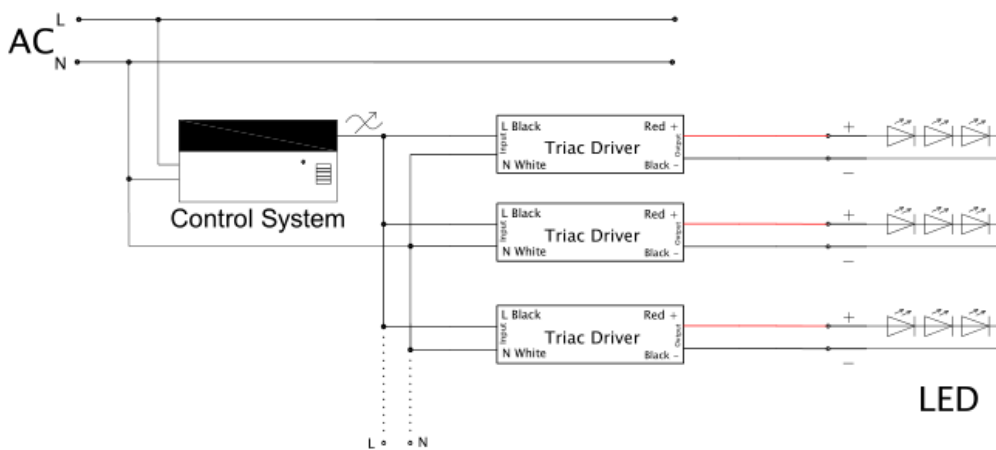 L
AC
N
Control System
L Black
Red +
Input
Triac Driver
Output
N White
Black -
+
−
L Black
Red +
Input
Triac Driver
Output
N White
Black -
+
−
L Black
Red +
Input
Triac Driver
Output
N White
Black -
+
−
LED
L
N